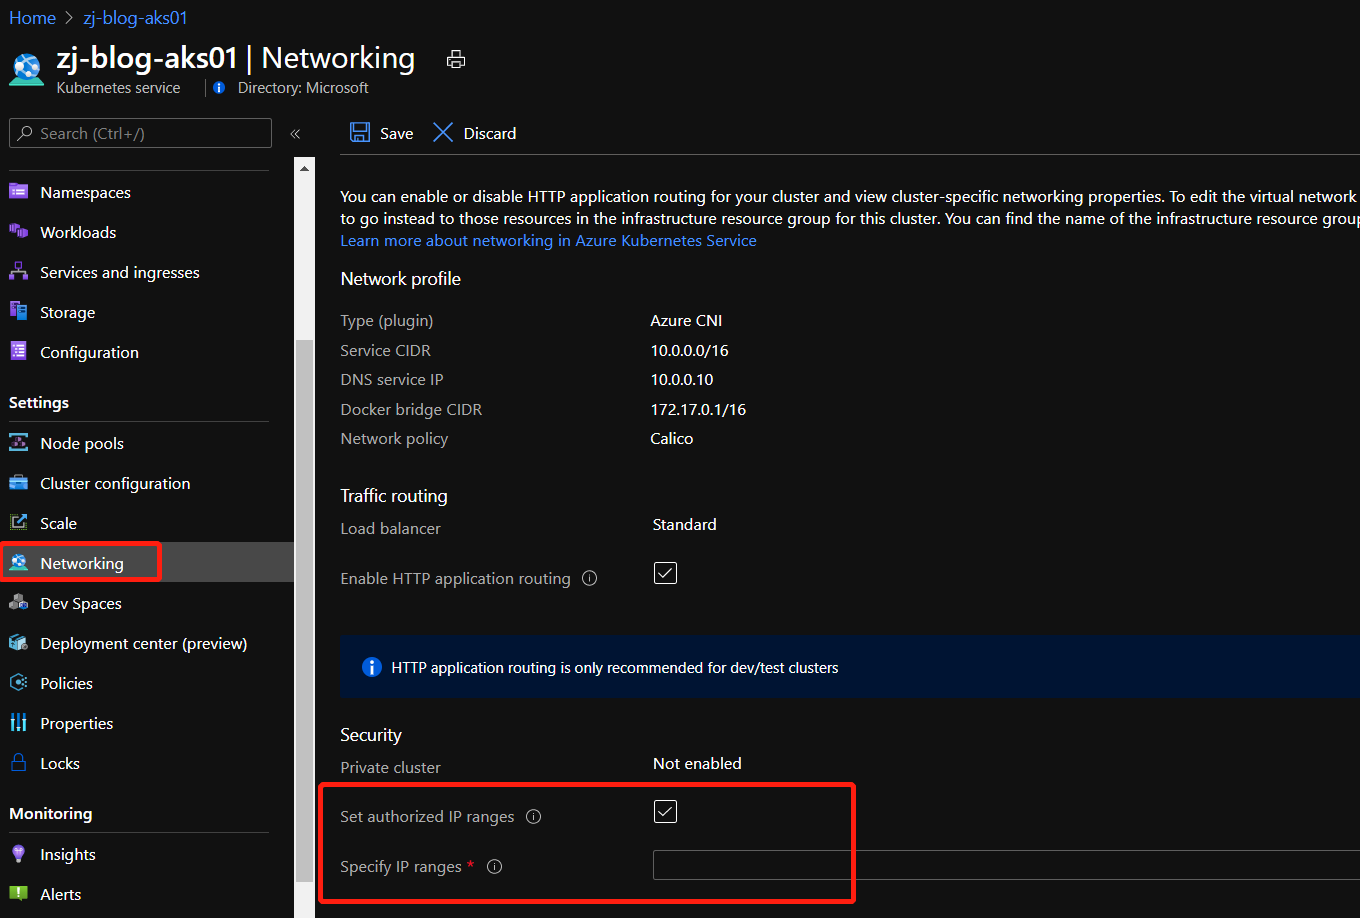 Home > zj-blog-aks01
zj-blog-aks01 | Networking
Kubernetes service
Directory: Microsoft
Search (Ctrl+/)
«
Save
Discard
Namespaces
Workloads
Services and ingresses
Storage
Configuration
Settings
Node pools
Cluster configuration
Scale
Networking
Dev Spaces
Deployment center (preview)
Policies
Properties
Locks
Monitoring
Insights
Alerts
You can enable or disable HTTP application routing for your cluster and view cluster-specific networking properties. To edit the virtual network
to go instead to those resources in the infrastructure resource group for this cluster. You can find the name of the infrastructure resource group
Learn more about networking in Azure Kubernetes Service
Network profile
Type (plugin) Azure CNI
Service CIDR 10.0.0.0/16
DNS service IP 10.0.0.10
Docker bridge CIDR 172.17.0.1/16
Network policy Calico
Traffic routing
Load balancer Standard
Enable HTTP application routing
HTTP application routing is only recommended for dev/test clusters
Security
Private cluster Not enabled
Set authorized IP ranges
Specify IP ranges *